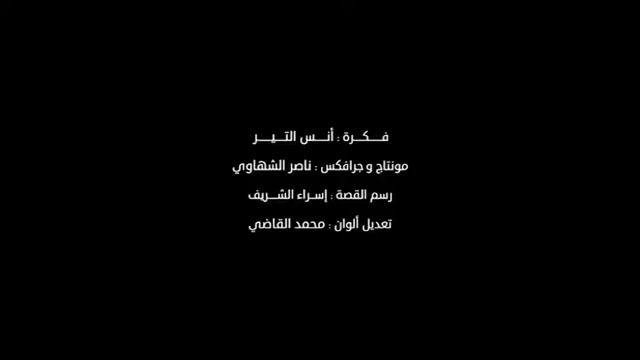 فكرة : أنس التير
مونتاج و جرافكس : ناصر الشهاوي
رسم القصة : إسراء الشريف
تعديل ألوان : محمد القاضي